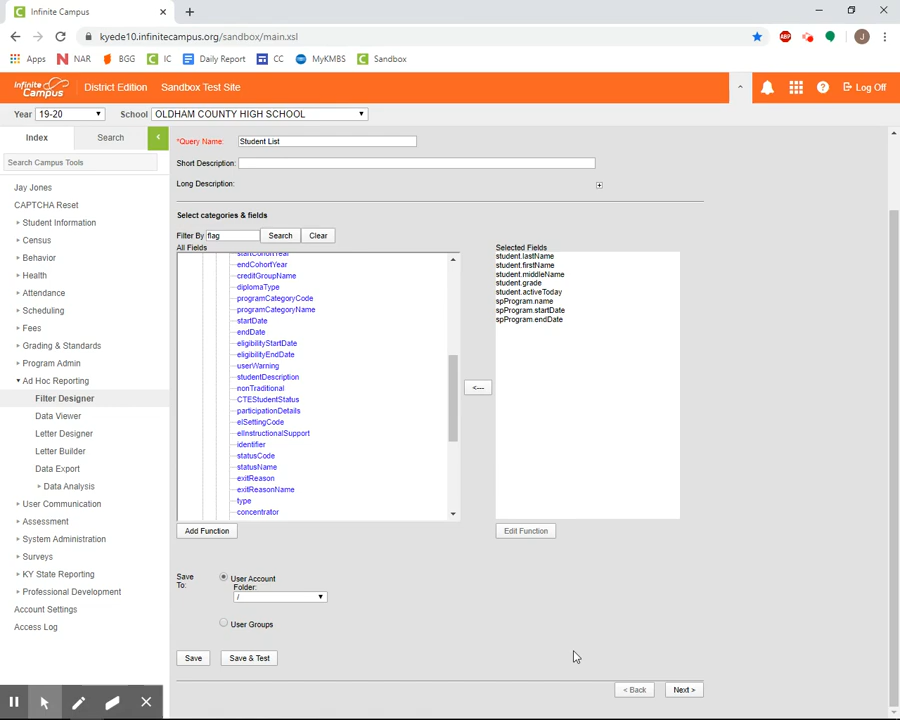 Infinite Campus
kyede10.infinitecampus.org/sandbox/main.xsl
Apps NAR BGG IC Daily Report CC MyKMBS Sandbox
Infinite Campus District Edition Sandbox Test Site Log Off
Year 19-20 School OLDHAM COUNTY HIGH SCHOOL
Index Search
Search Campus Tools
Jay Jones
CAPTCHA Reset
Student Information
Census
Behavior
Health
Attendance
Scheduling
Fees
Grading & Standards
Program Admin
Ad Hoc Reporting
Filter Designer
Data Viewer
Letter Designer
Letter Builder
Data Export
Data Analysis
User Communication
Assessment
System Administration
Surveys
KY State Reporting
Professional Development
Account Settings
Access Log
*Query Name: Student List
Short Description:
Long Description:
Select categories & fields
Filter By flag Search Clear
All Fields
startCohortYear
endCohortYear
creditGroupName
diplomaType
programCategoryCode
programCategoryName
startDate
endDate
eligibilityStartDate
eligibilityEndDate
userWarning
studentDescription
nonTraditional
CTEStudentStatus
participationDetails
elSettingCode
elInstructionalSupport
identifier
statusCode
statusName
exitReason
exitReasonName
type
concentrator
Add Function
<---
Selected Fields
student.lastName
student.firstName
student.middleName
student.grade
student.activeToday
spProgram.name
spProgram.startDate
spProgram.endDate
Edit Function
Save To:
User Account
Folder:
/
User Groups
Save Save & Test
< Back Next >